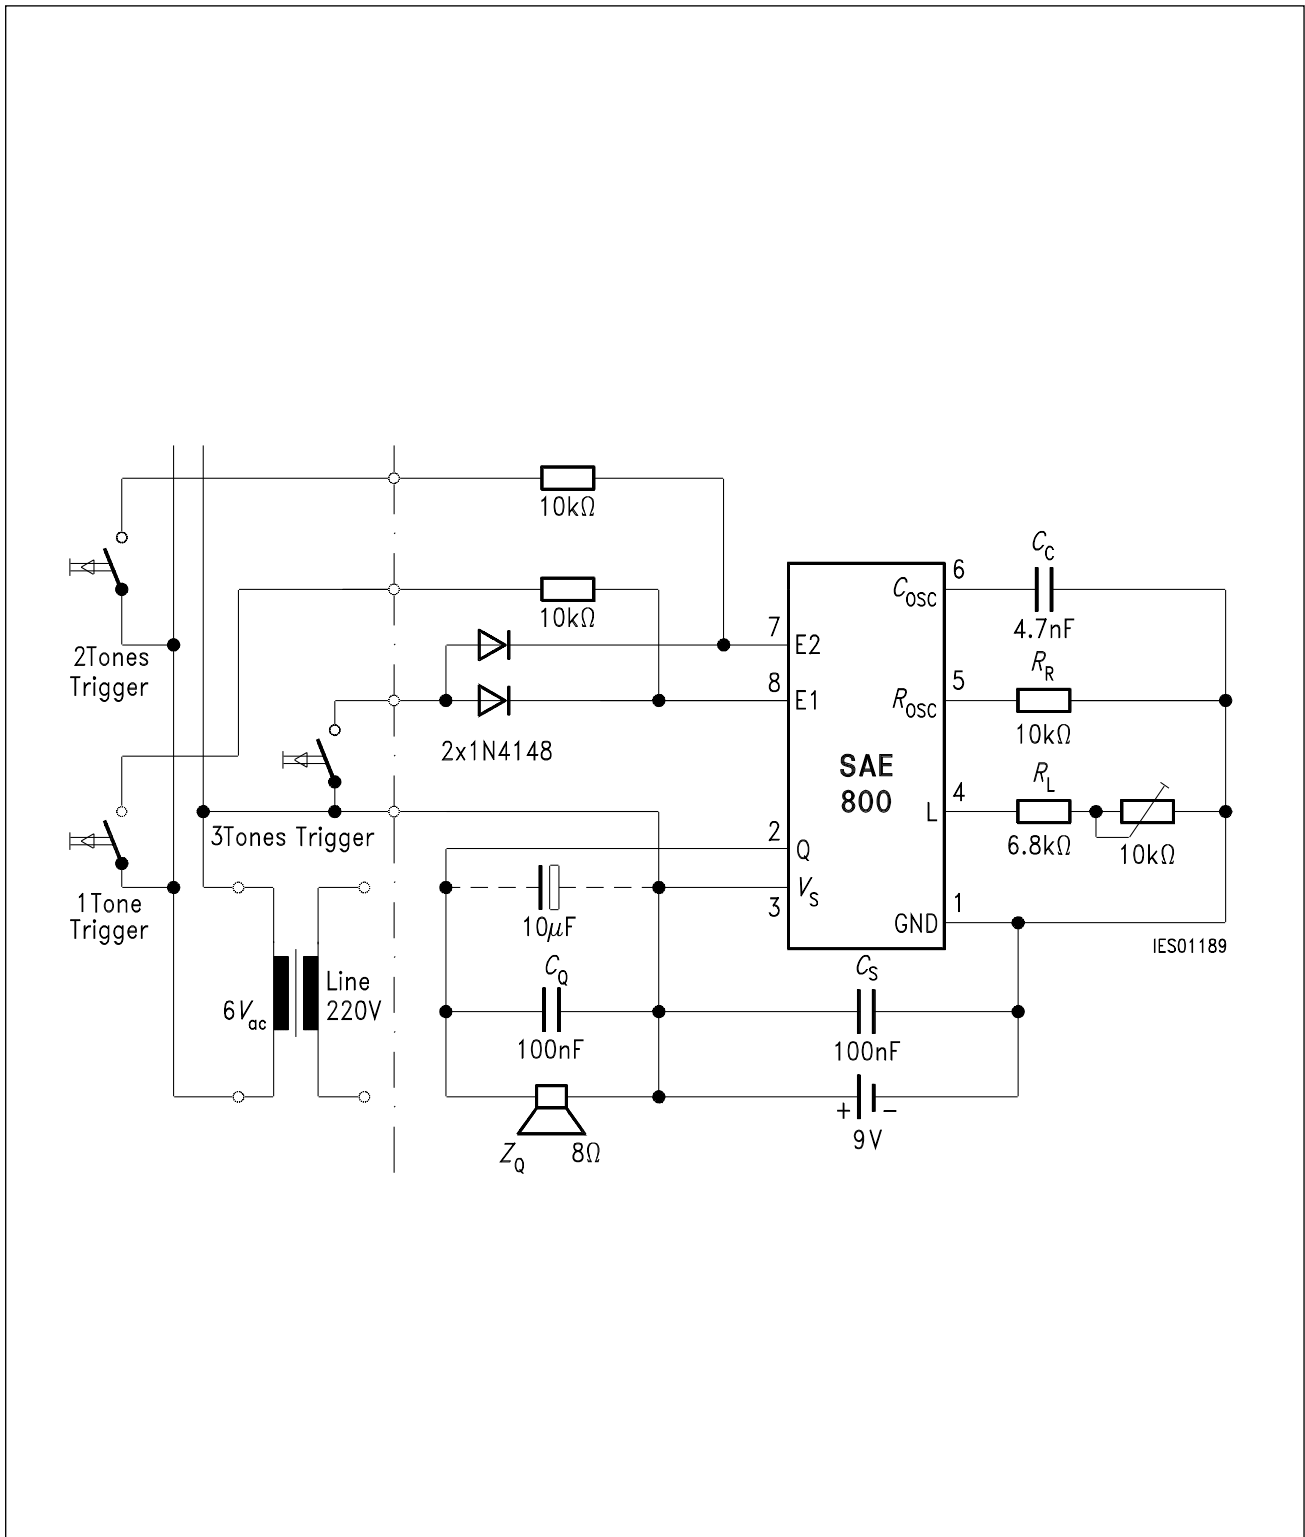 10kΩ
10kΩ
2Tones
Trigger
2x1N4148
3Tones Trigger
1Tone
Trigger
6Vac
Line
220V
10µF
CQ
100nF
ZQ
8Ω
7
E2
8
E1
2
Q
VS
3
SAE
800
COSC
6
ROSC
5
L
4
GND
1
CC
4.7nF
RR
10kΩ
RL
6.8kΩ
10kΩ
IES01189
CS
100nF
+
−
9V